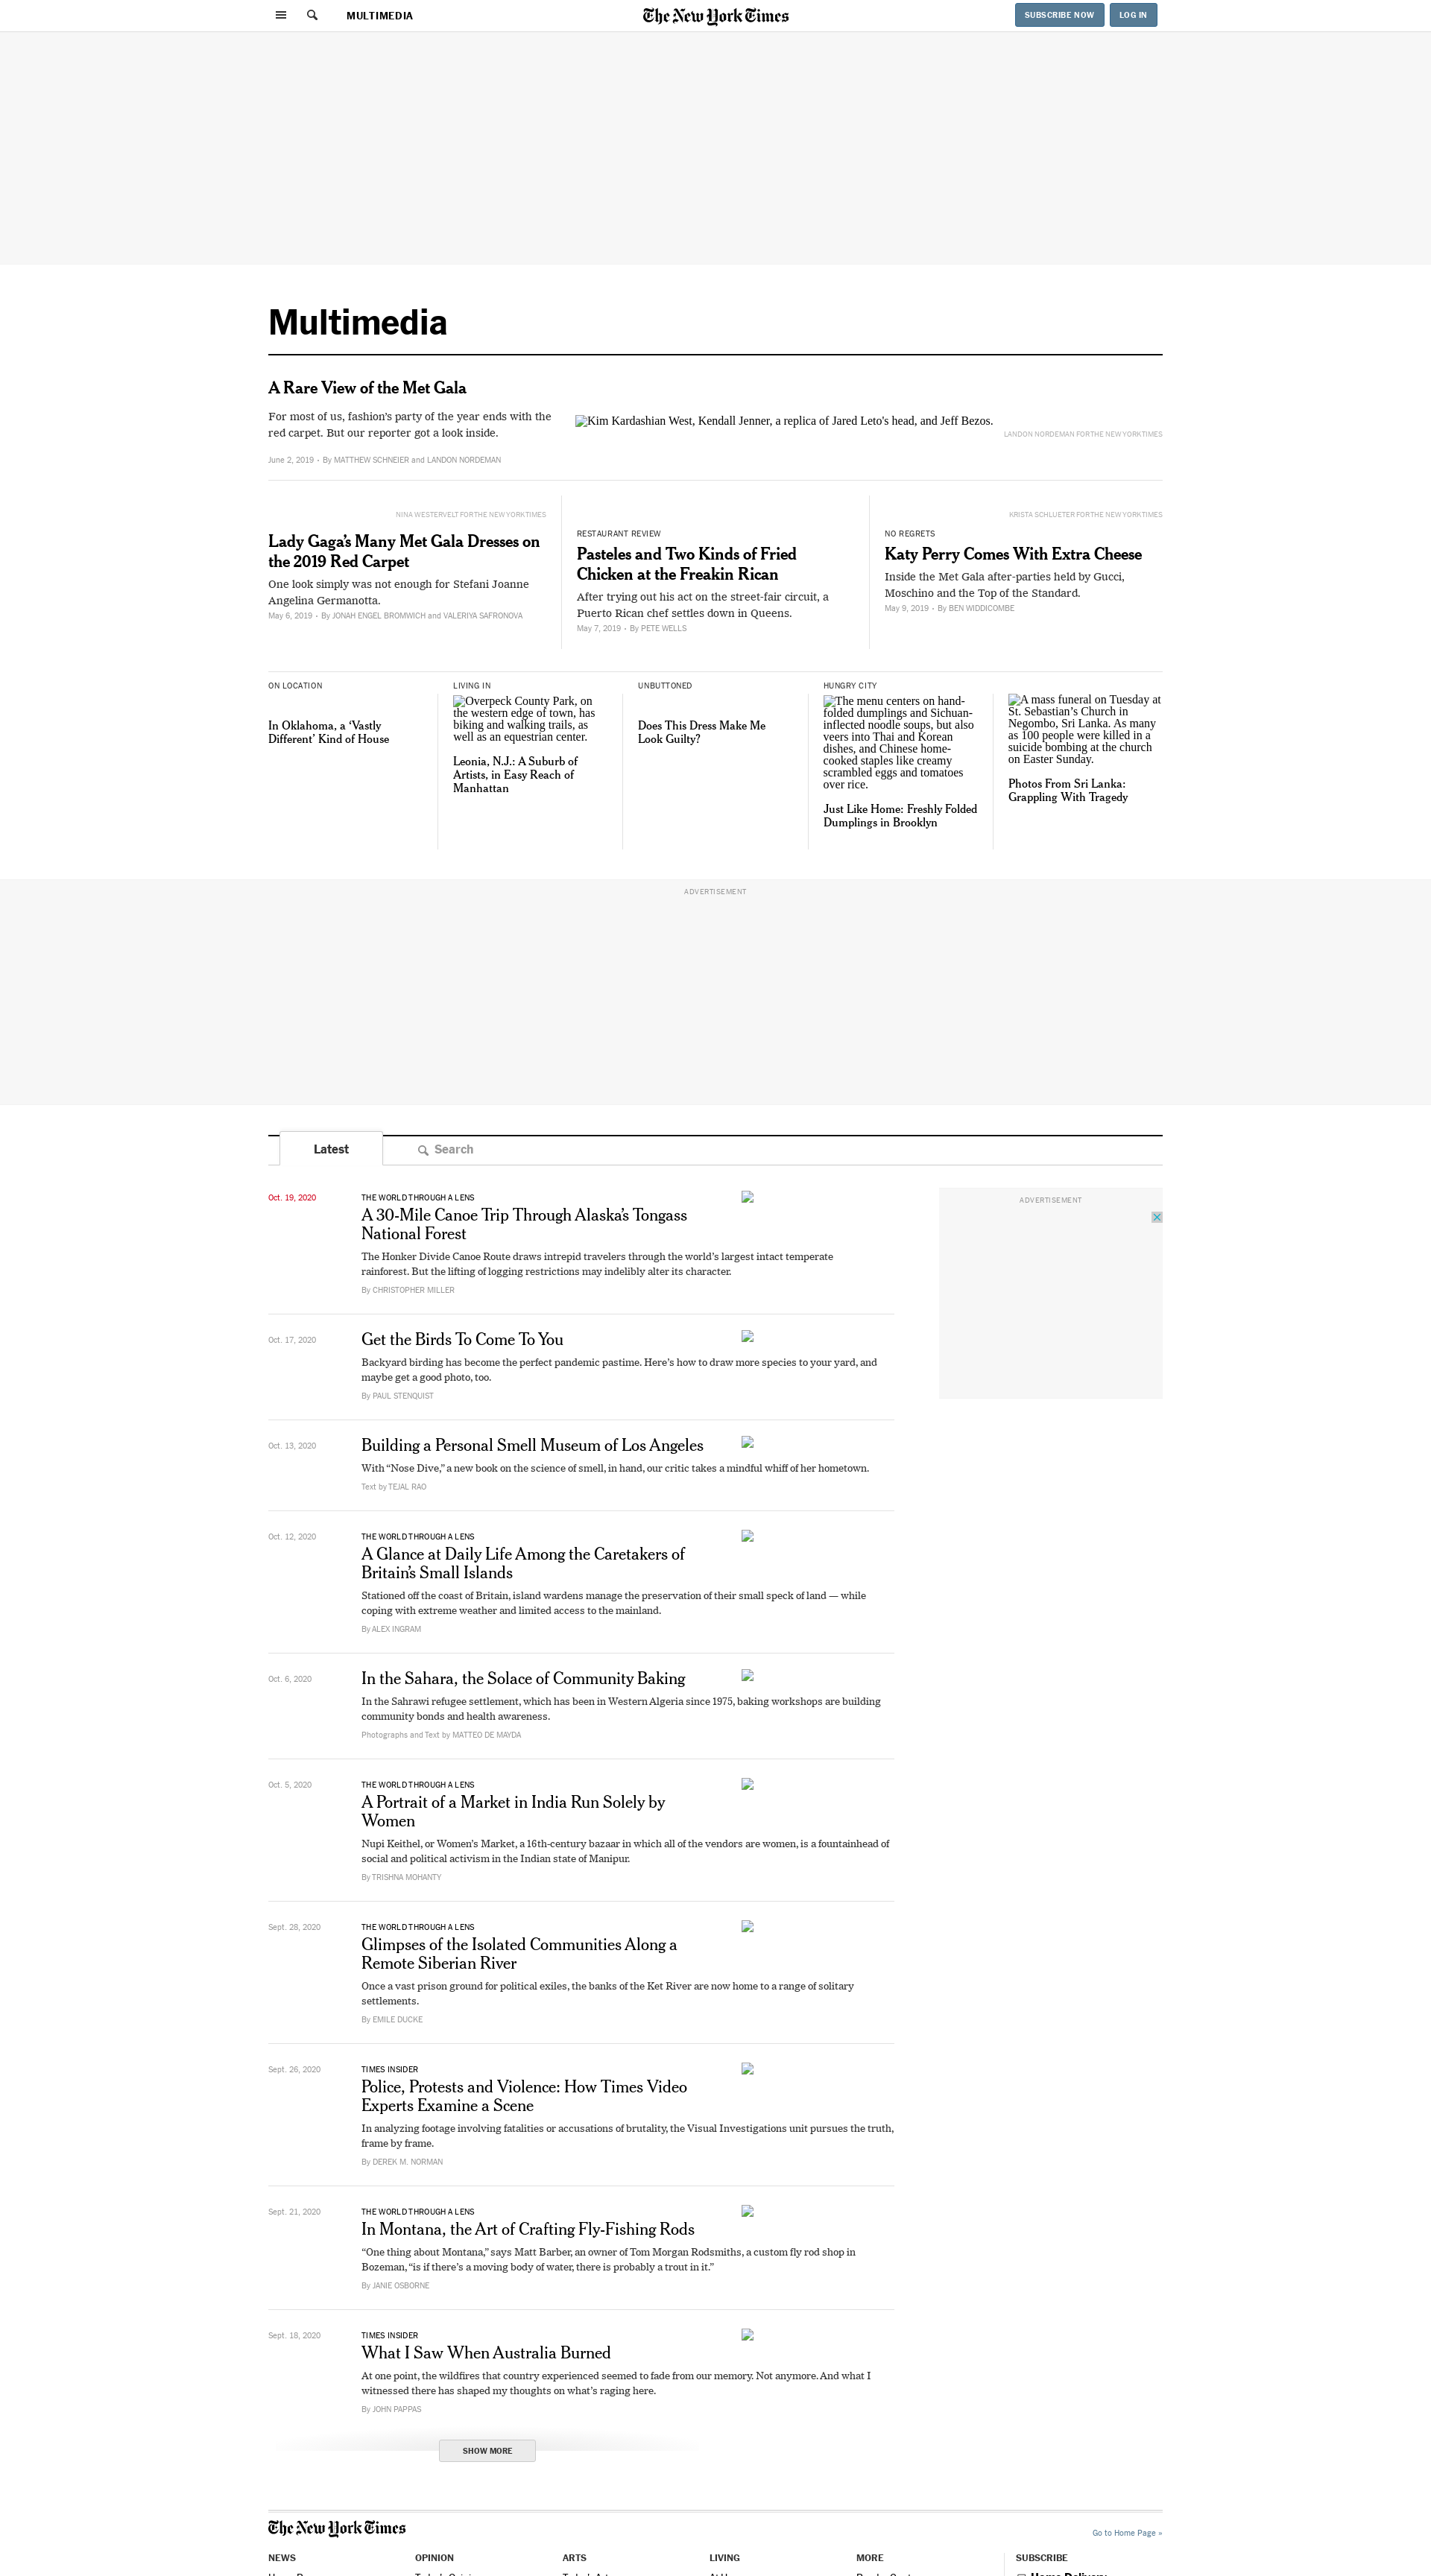 MULTIMEDIA
The New York Times
SUBSCRIBE NOW
LOG IN
Multimedia
A Rare View of the Met Gala
For most of us, fashion’s party of the year ends with the
red carpet. But our reporter got a look inside.
Kim Kardashian West, Kendall Jenner, a replica of Jared Leto's head, and Jeff Bezos.
LANDON NORDEMAN FOR THE NEW YORK TIMES
June 2, 2019 • By MATTHEW SCHNEIER and LANDON NORDEMAN
NINA WESTERVELT FOR THE NEW YORK TIMES
Lady Gaga’s Many Met Gala Dresses on
the 2019 Red Carpet
One look simply was not enough for Stefani Joanne
Angelina Germanotta.
May 6, 2019 • By JONAH ENGEL BROMWICH and VALERIYA SAFRONOVA
RESTAURANT REVIEW
Pasteles and Two Kinds of Fried
Chicken at the Freakin Rican
After trying out his act on the street-fair circuit, a
Puerto Rican chef settles down in Queens.
May 7, 2019 • By PETE WELLS
KRISTA SCHLUETER FOR THE NEW YORK TIMES
NO REGRETS
Katy Perry Comes With Extra Cheese
Inside the Met Gala after-parties held by Gucci,
Moschino and the Top of the Standard.
May 9, 2019 • By BEN WIDDICOMBE
ON LOCATION
In Oklahoma, a ‘Vastly
Different’ Kind of House
LIVING IN
Overpeck County Park, on
the western edge of town, has
biking and walking trails, as
well as an equestrian center.
Leonia, N.J.: A Suburb of
Artists, in Easy Reach of
Manhattan
UNBUTTONED
Does This Dress Make Me
Look Guilty?
HUNGRY CITY
The menu centers on hand-
folded dumplings and Sichuan-
inflected noodle soups, but also
veers into Thai and Korean
dishes, and Chinese home-
cooked staples like creamy
scrambled eggs and tomatoes
over rice.
Just Like Home: Freshly Folded
Dumplings in Brooklyn
A mass funeral on Tuesday at
St. Sebastian’s Church in
Negombo, Sri Lanka. As many
as 100 people were killed in a
suicide bombing at the church
on Easter Sunday.
Photos From Sri Lanka:
Grappling With Tragedy
ADVERTISEMENT
Latest
Search
ADVERTISEMENT
Oct. 19, 2020
THE WORLD THROUGH A LENS
A 30-Mile Canoe Trip Through Alaska’s Tongass
National Forest
The Honker Divide Canoe Route draws intrepid travelers through the world’s largest intact temperate
rainforest. But the lifting of logging restrictions may indelibly alter its character.
By CHRISTOPHER MILLER
Oct. 17, 2020
Get the Birds To Come To You
Backyard birding has become the perfect pandemic pastime. Here’s how to draw more species to your yard, and
maybe get a good photo, too.
By PAUL STENQUIST
Oct. 13, 2020
Building a Personal Smell Museum of Los Angeles
With “Nose Dive,” a new book on the science of smell, in hand, our critic takes a mindful whiff of her hometown.
Text by TEJAL RAO
Oct. 12, 2020
THE WORLD THROUGH A LENS
A Glance at Daily Life Among the Caretakers of
Britain’s Small Islands
Stationed off the coast of Britain, island wardens manage the preservation of their small speck of land — while
coping with extreme weather and limited access to the mainland.
By ALEX INGRAM
Oct. 6, 2020
In the Sahara, the Solace of Community Baking
In the Sahrawi refugee settlement, which has been in Western Algeria since 1975, baking workshops are building
community bonds and health awareness.
Photographs and Text by MATTEO DE MAYDA
Oct. 5, 2020
THE WORLD THROUGH A LENS
A Portrait of a Market in India Run Solely by
Women
Nupi Keithel, or Women’s Market, a 16th-century bazaar in which all of the vendors are women, is a fountainhead of
social and political activism in the Indian state of Manipur.
By TRISHNA MOHANTY
Sept. 28, 2020
THE WORLD THROUGH A LENS
Glimpses of the Isolated Communities Along a
Remote Siberian River
Once a vast prison ground for political exiles, the banks of the Ket River are now home to a range of solitary
settlements.
By EMILE DUCKE
Sept. 26, 2020
TIMES INSIDER
Police, Protests and Violence: How Times Video
Experts Examine a Scene
In analyzing footage involving fatalities or accusations of brutality, the Visual Investigations unit pursues the truth,
frame by frame.
By DEREK M. NORMAN
Sept. 21, 2020
THE WORLD THROUGH A LENS
In Montana, the Art of Crafting Fly-Fishing Rods
“One thing about Montana,” says Matt Barber, an owner of Tom Morgan Rodsmiths, a custom fly rod shop in
Bozeman, “is if there’s a moving body of water, there is probably a trout in it.”
By JANIE OSBORNE
Sept. 18, 2020
TIMES INSIDER
What I Saw When Australia Burned
At one point, the wildfires that country experienced seemed to fade from our memory. Not anymore. And what I
witnessed there has shaped my thoughts on what’s raging here.
By JOHN PAPPAS
SHOW MORE
The New York Times
Go to Home Page »
NEWS
OPINION
ARTS
LIVING
MORE
SUBSCRIBE